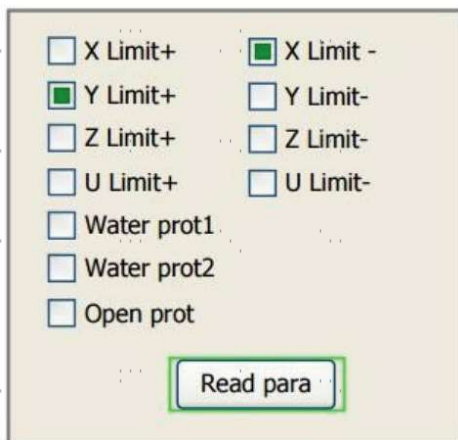 X Limit+ X Limit -
Y Limit+ Y Limit-
Z Limit+ Z Limit-
U Limit+ U Limit-
Water prot1
Water prot2
Open prot
Read para